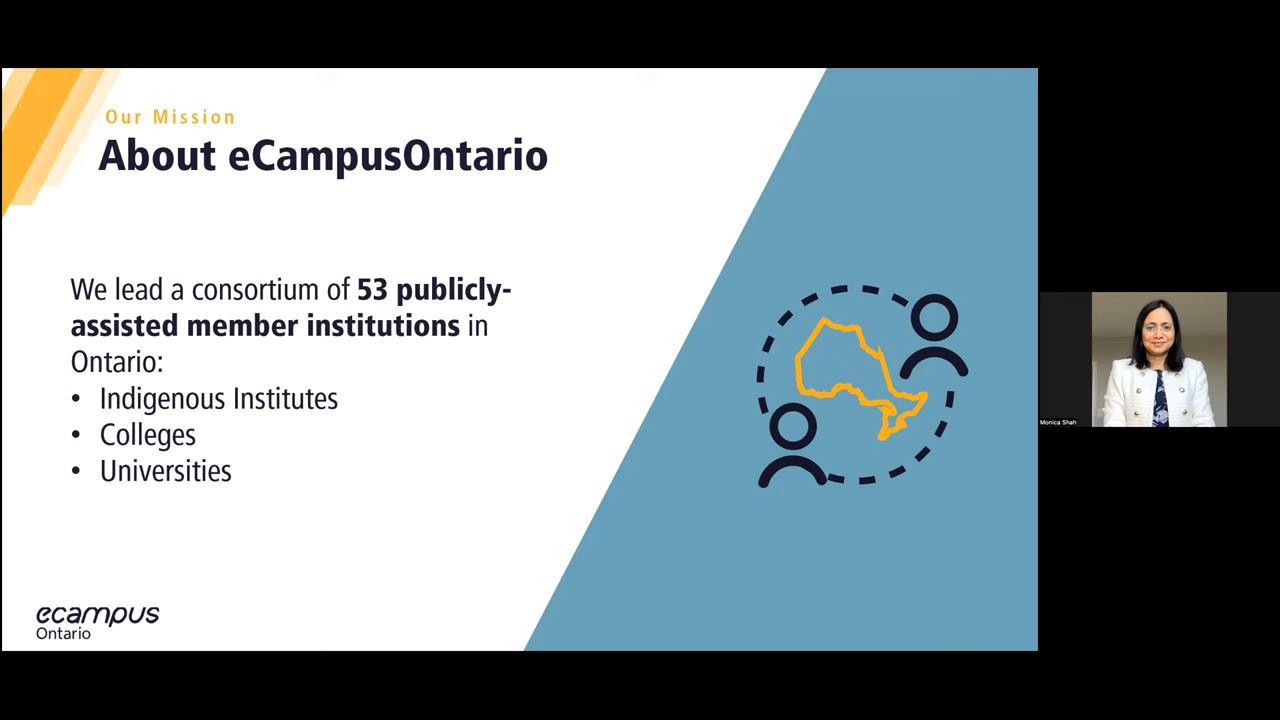 Our Mission
About eCampusOntario
We lead a consortium of 53 publicly-
assisted member institutions in
Ontario:
• Indigenous Institutes
• Colleges
• Universities
ecampus
Ontario
Monica Shah